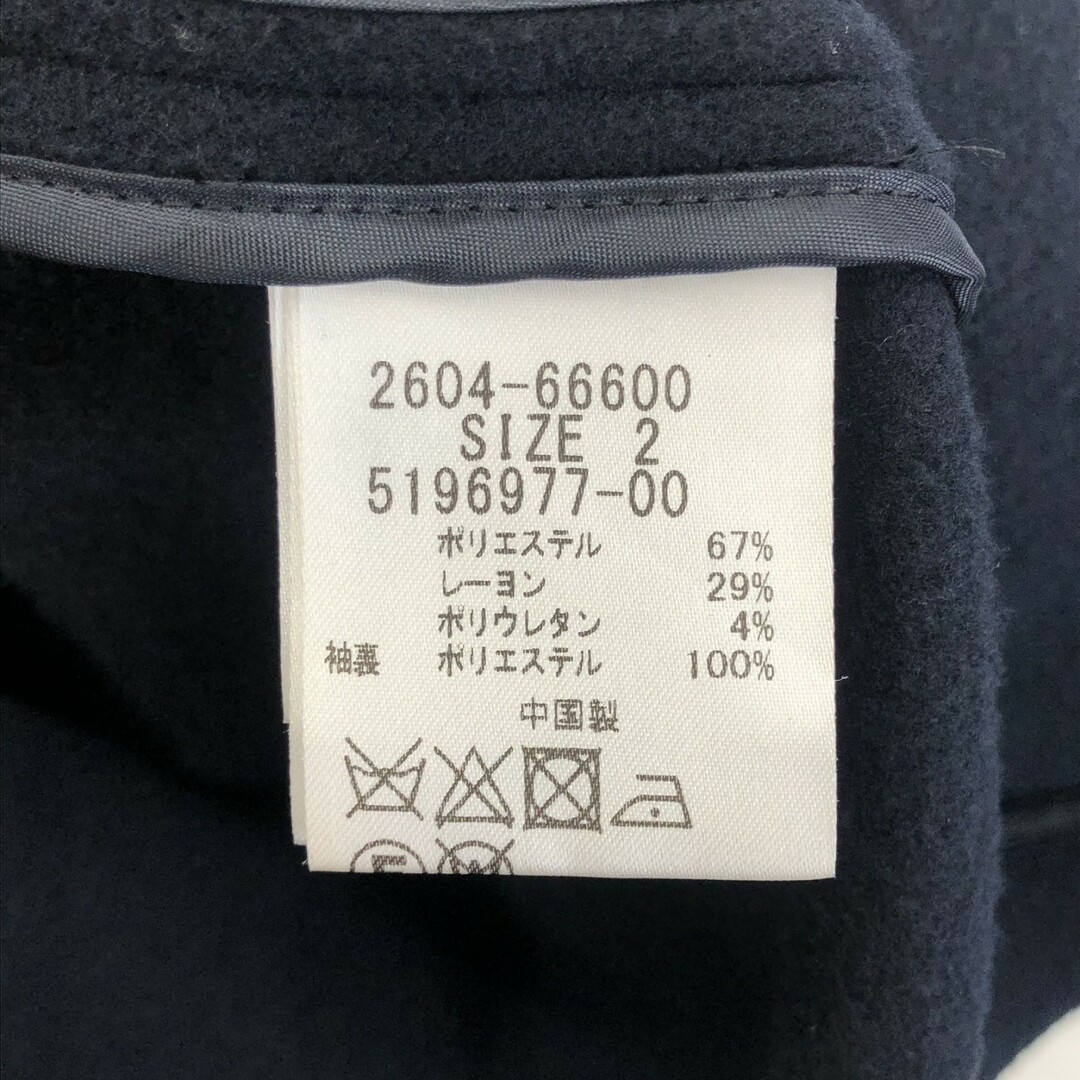 2604-66600
SIZE 2
5196977-00
ポリエステル 67%
レーヨン 29%
ポリウレタン 4%
袖裏 ポリエステル 100%
中国製